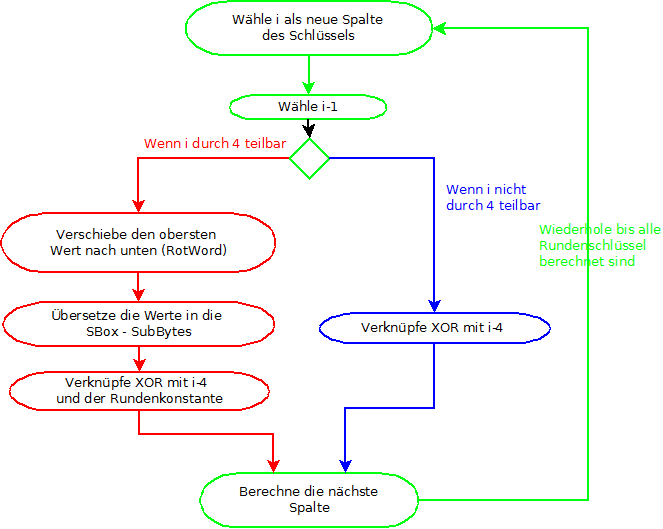 Wähle i als neue Spalte
des Schlüssels
Wähle i-1
Wenn i durch 4 teilbar
Wenn i nicht
durch 4 teilbar
Verschiebe den obersten
Wert nach unten (RotWord)
Wiederhole bis alle
Rundenschlüssel
berechnet sind
Übersetze die Werte in die
SBox - SubBytes
Verknüpfe XOR mit i-4
Verknüpfe XOR mit i-4
und der Rundenkonstante
Berechne die nächste
Spalte